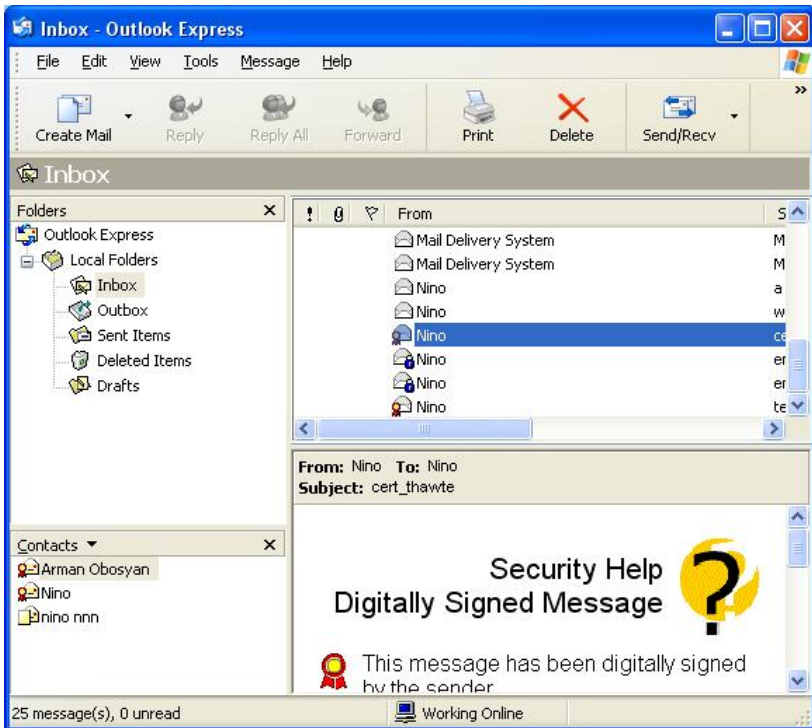 Inbox - Outlook Express
File Edit View Tools Message Help
Create Mail Reply Reply All Forward Print Delete Send/Recv »
Inbox
Folders
Outlook Express
Local Folders
Inbox
Outbox
Sent Items
Deleted Items
Drafts
Contacts
Arman Obosyan
Nino
nino nnn
! From S
Mail Delivery System M
Mail Delivery System M
Nino a
Nino w
Nino ce
Nino er
Nino er
Nino te
From: Nino To: Nino
Subject: cert_thawte
Security Help
Digitally Signed Message
This message has been digitally signed
by the sender
25 message(s), 0 unread Working Online